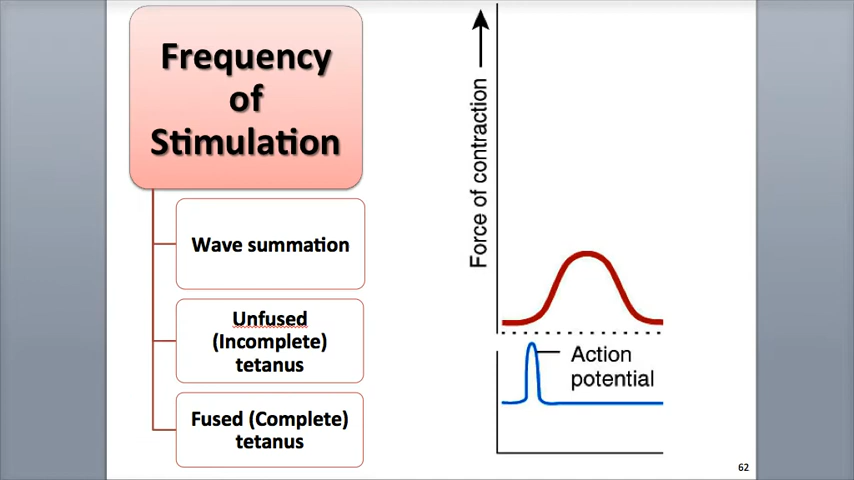 Frequency
of
Stimulation
Wave summation
Unfused
(Incomplete)
tetanus
Fused (Complete)
tetanus
Force of contraction
Action
potential
62